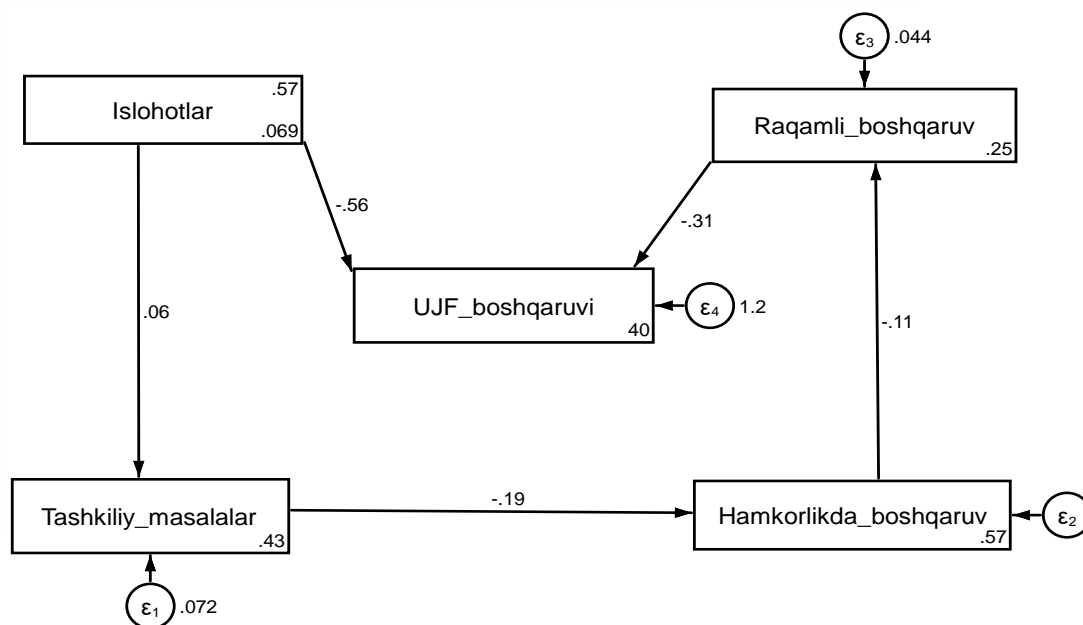 ε3 .044
.57
Islohotlar
.069
Raqamli_boshqaruv
.25
-.56
-.31
UJF_boshqaruvi
40
ε4 1.2
.06
-.11
Tashkiliy_masalalar
.43
-.19
Hamkorlikda_boshqaruv
.57
ε2
ε1 .072